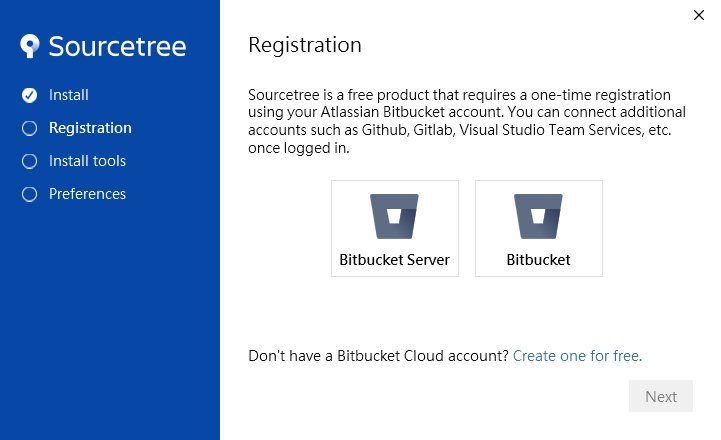 Sourcetree
Install
Registration
Install tools
Preferences
Registration
Sourcetree is a free product that requires a one-time registration
using your Atlassian Bitbucket account. You can connect additional
accounts such as Github, Gitlab, Visual Studio Team Services, etc.
once logged in.
Bitbucket Server
Bitbucket
Don't have a Bitbucket Cloud account? Create one for free.
Next